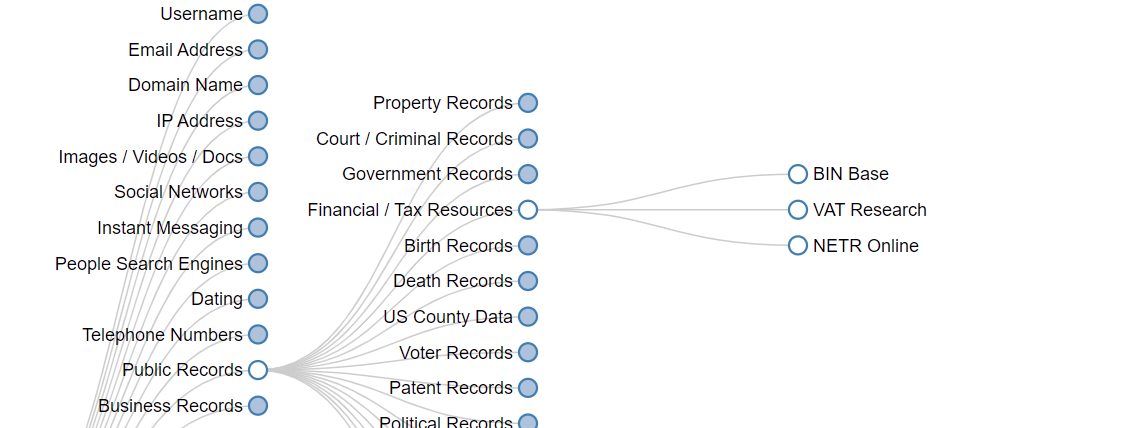 Username
Email Address
Domain Name
IP Address
Images / Videos / Docs
Social Networks
Instant Messaging
People Search Engines
Dating
Telephone Numbers
Public Records
Business Records
Property Records
Court / Criminal Records
Government Records
Financial / Tax Resources
Birth Records
Death Records
US County Data
Voter Records
Patent Records
Political Records
BIN Base
VAT Research
NETR Online